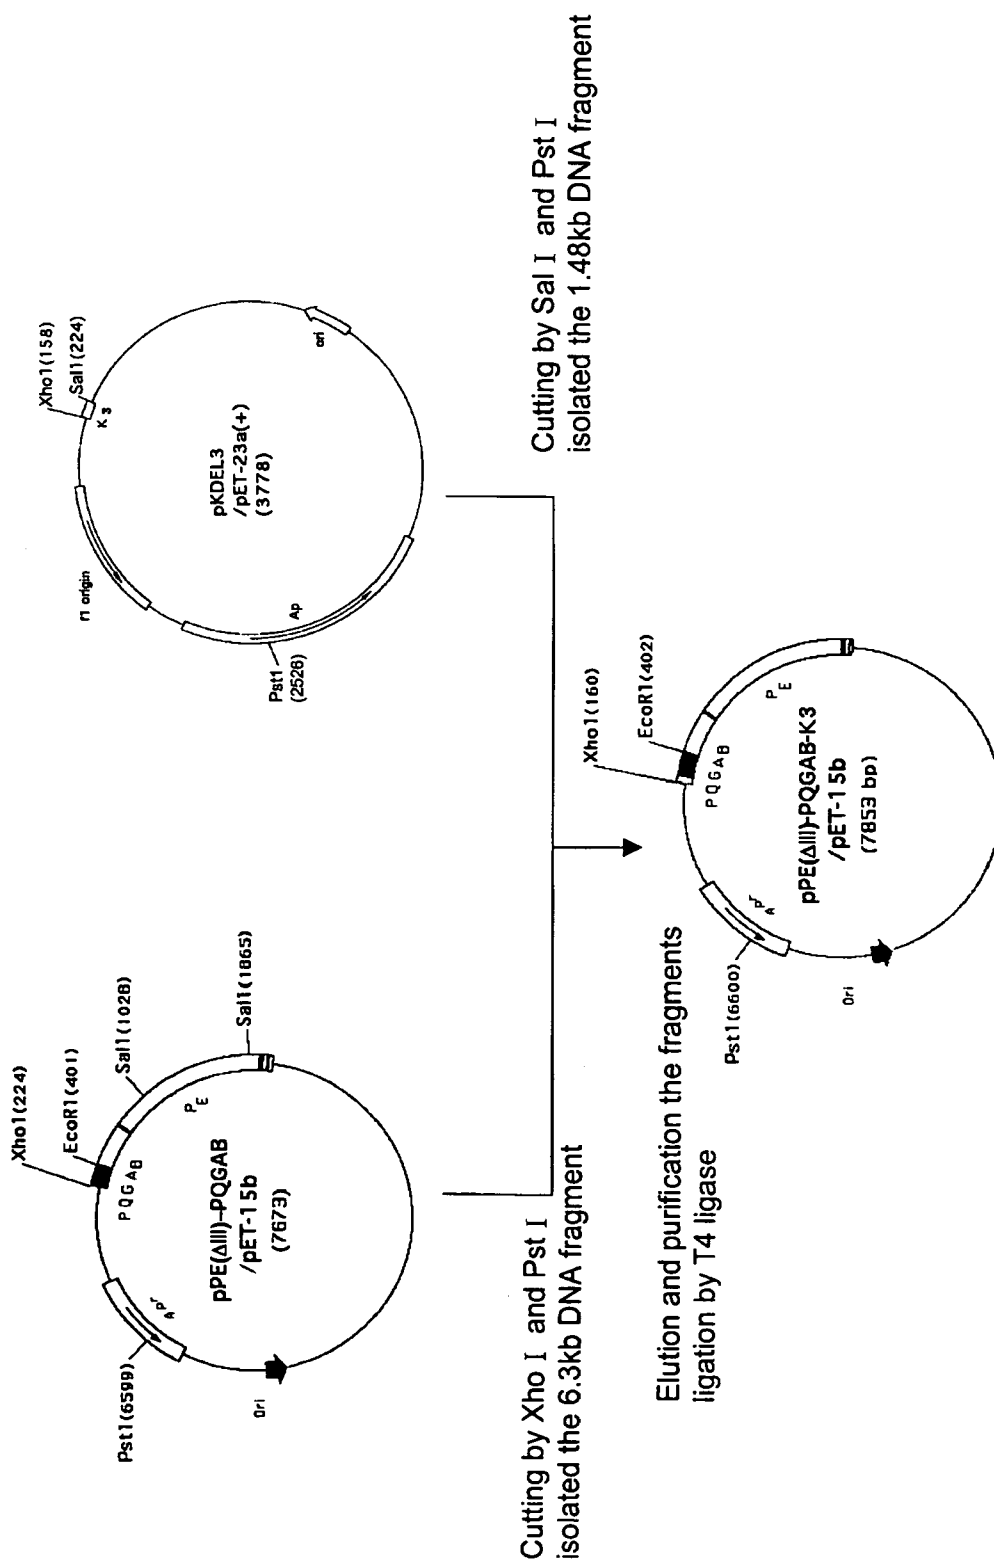 Xho1(224)
EcoR1(401)
Sal1(1028)
Sal1(1865)
PQGAB
PE
pPE(ΔIII)-PQGAB
/pET-15b
(7673)
Apr
Pst1(6599)
Ori
Cutting by Xho I and Pst I
isolated the 6.3kb DNA fragment
Xho1(158)
Sal1(224)
K3
pKDEL3
/pET-23a(+)
(3778)
f1 origin
Ap
Pst1
(2526)
ori
Cutting by Sal I and Pst I
isolated the 1.48kb DNA fragment
Elution and purification the fragments
ligation by T4 ligase
Xho1(160)
EcoR1(402)
PQGAB
PE
pPE(ΔIII)-PQGAB-K3
/pET-15b
(7853 bp)
Apr
Pst1(6600)
Ori